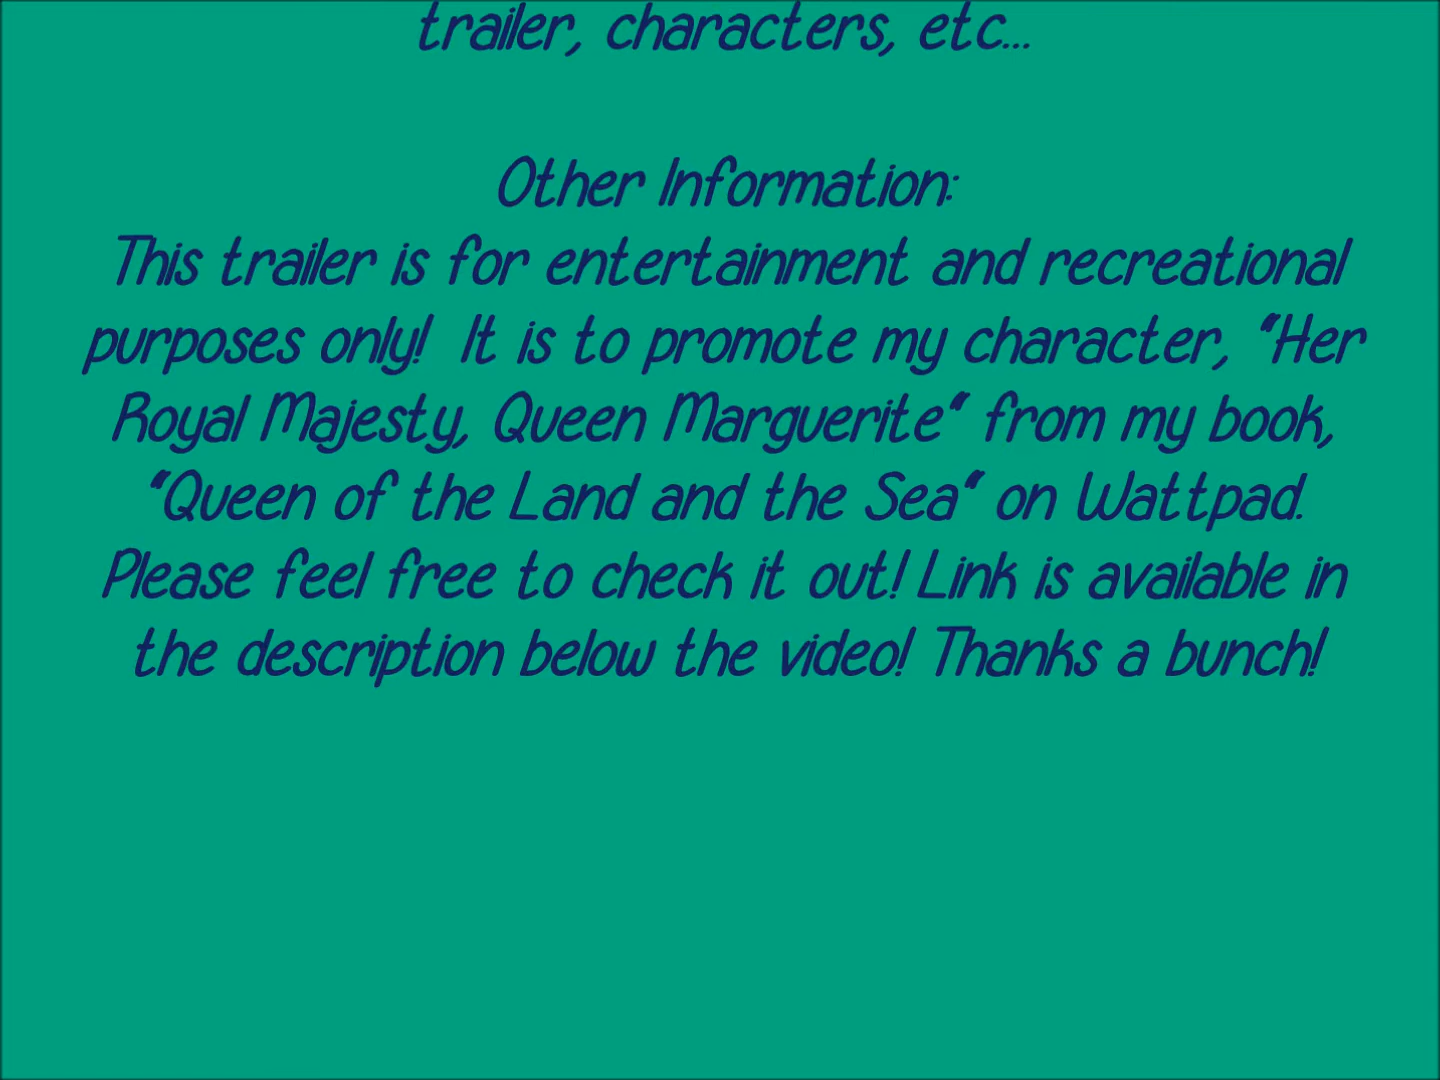 trailer, characters, etc...
Other Information:
This trailer is for entertainment and recreational
purposes only!  It is to promote my character, "Her
Royal Majesty, Queen Marguerite" from my book,
"Queen of the Land and the Sea" on Wattpad.
Please feel free to check it out! Link is available in
the description below the video! Thanks a bunch!